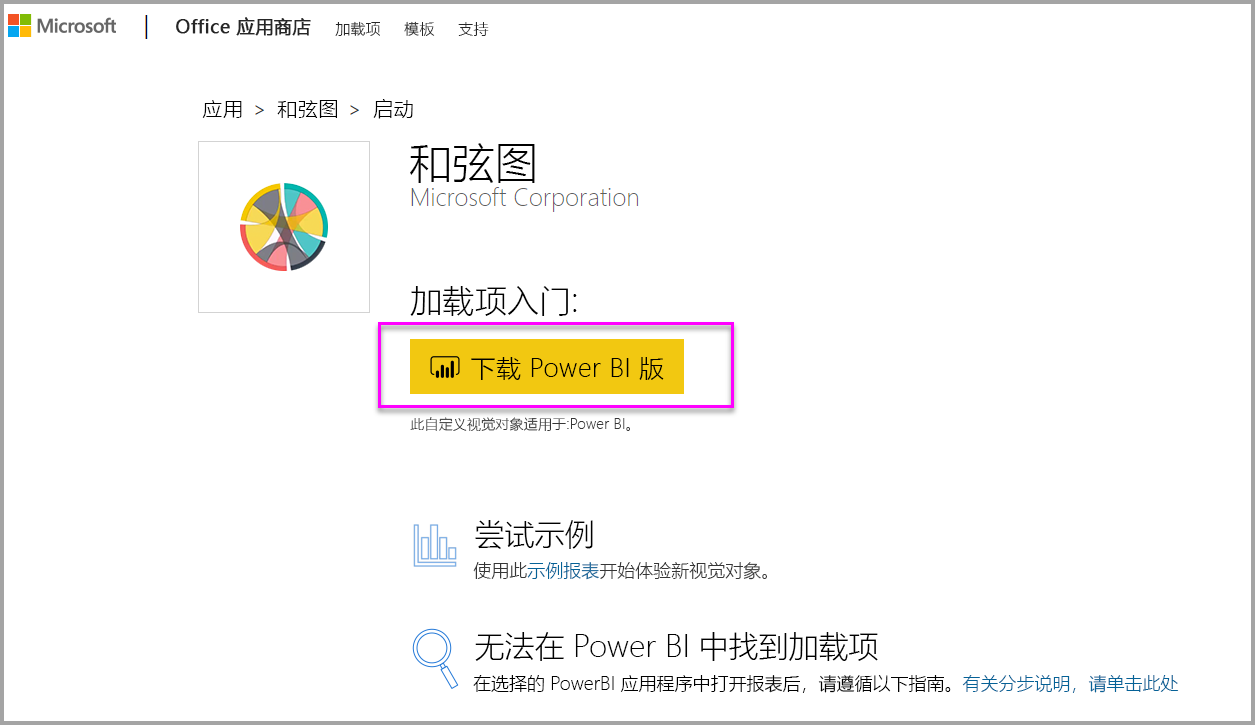 Microsoft | Office 应用商店 加载项 模板 支持
应用 > 和弦图 > 启动
和弦图
Microsoft Corporation
加载项入门:
下载 Power BI 版
此自定义视觉对象适用于:Power BI。
尝试示例
使用此示例报表开始体验新视觉对象。
无法在 Power BI 中找到加载项
在选择的 PowerBI 应用程序中打开报表后，请遵循以下指南。有关分步说明，请单击此处